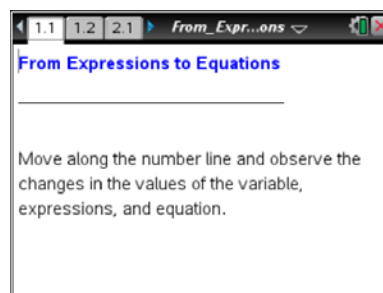 1.1 1.2 2.1 From_Expr...ons
From Expressions to Equations
Move along the number line and observe the
changes in the values of the variable,
expressions, and equation.